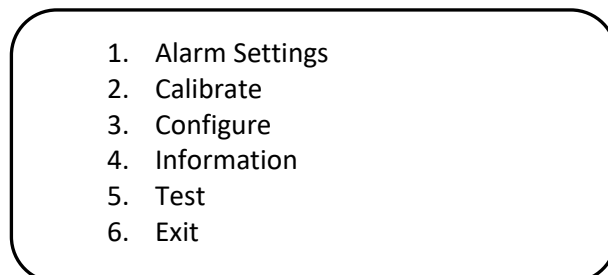 1. Alarm Settings
2. Calibrate
3. Configure
4. Information
5. Test
6. Exit